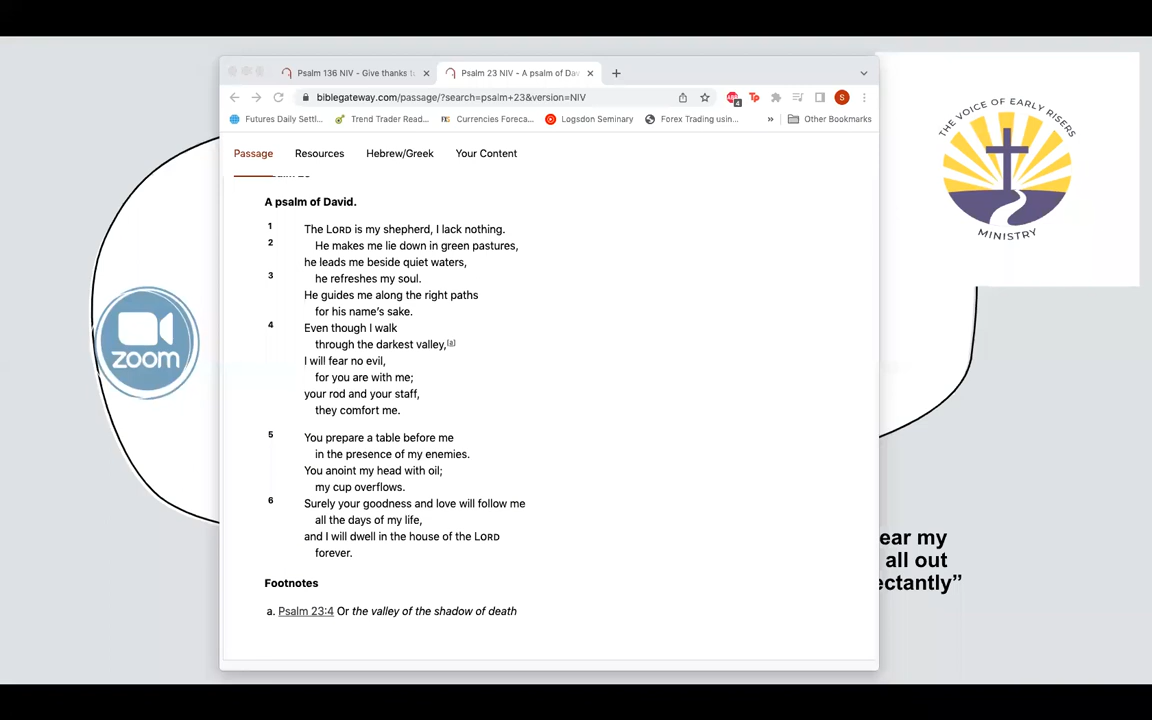 Psalm 136 NIV - Give thanks to
Psalm 23 NIV - A psalm of Dav
biblegateway.com/passage/?search=psalm+23&version=NIV
S
4
Futures Daily Settl...
Trend Trader Read...
Currencies Foreca...
Logsdon Seminary
Forex Trading usin...
»
Other Bookmarks
Passage
Resources
Hebrew/Greek
Your Content
A psalm of David.
1 The LORD is my shepherd, I lack nothing.
2 He makes me lie down in green pastures,
he leads me beside quiet waters,
3 he refreshes my soul.
He guides me along the right paths
for his name’s sake.
4 Even though I walk
through the darkest valley,[a]
I will fear no evil,
for you are with me;
your rod and your staff,
they comfort me.
5 You prepare a table before me
in the presence of my enemies.
You anoint my head with oil;
my cup overflows.
6 Surely your goodness and love will follow me
all the days of my life,
and I will dwell in the house of the LORD
forever.
Footnotes
a. Psalm 23:4 Or the valley of the shadow of death
zoom
THE VOICE OF EARLY RISERS
MINISTRY
ear my
all out
ectantly”